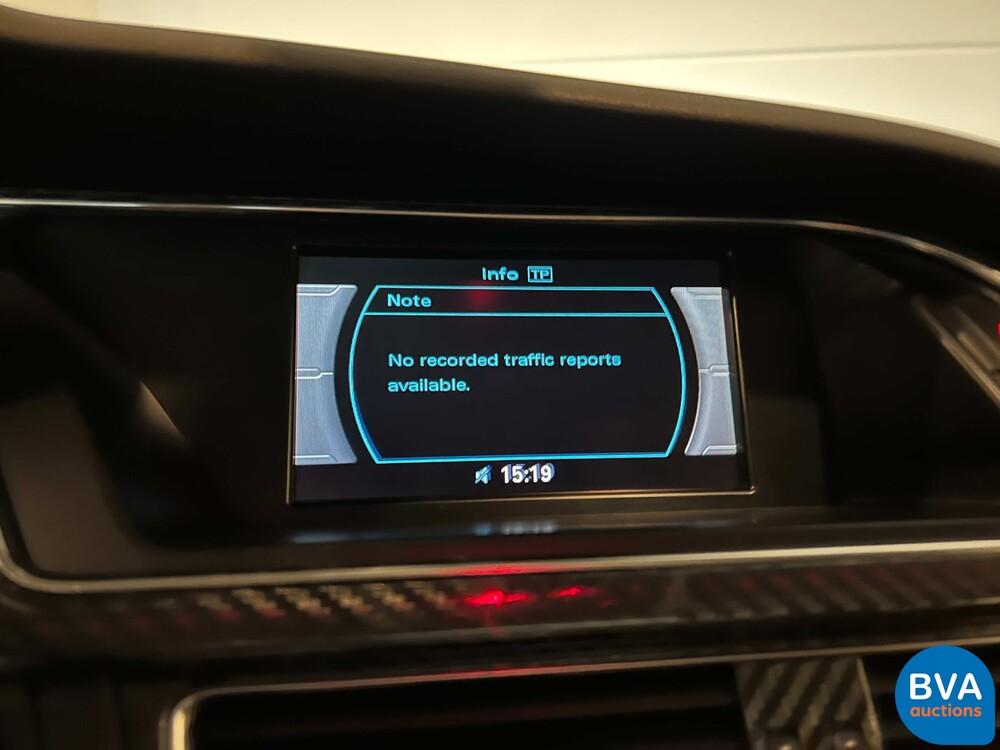 Info TP
Note
No recorded traffic reports
available.
15:19
BVA
auctions